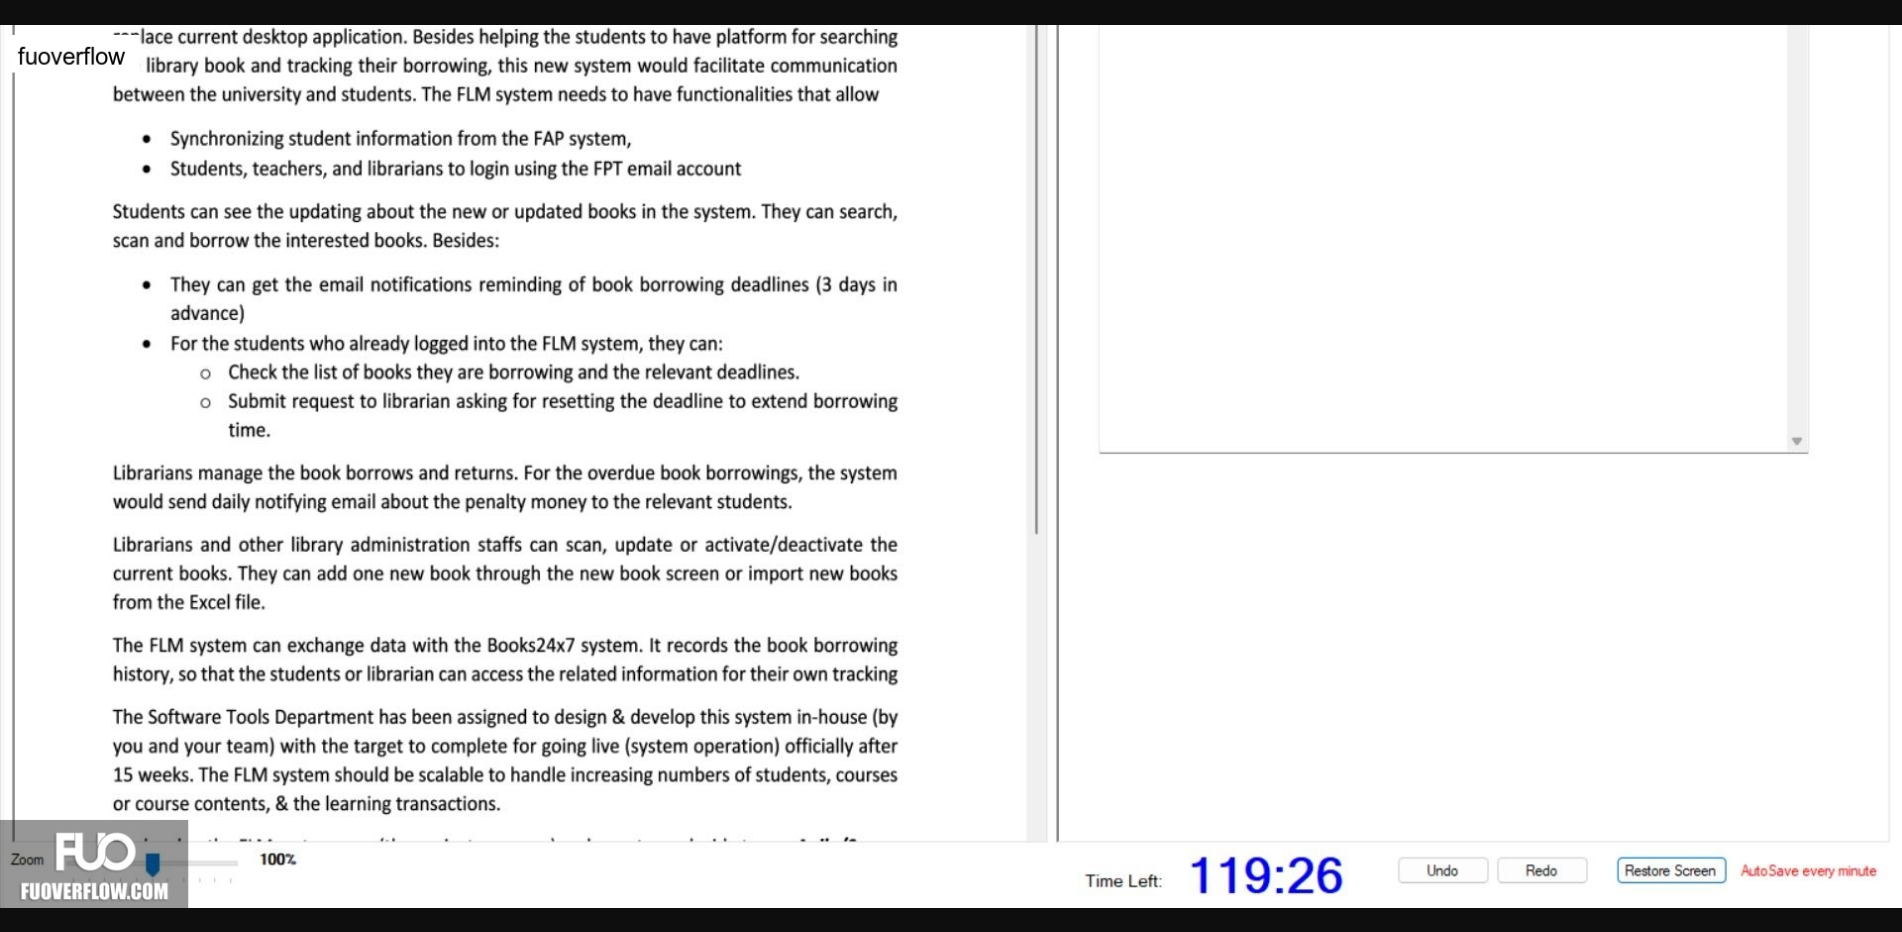 lace current desktop application. Besides helping the students to have platform for searching
fuoverflow
library book and tracking their borrowing, this new system would facilitate communication
between the university and students. The FLM system needs to have functionalities that allow
• Synchronizing student information from the FAP system,
• Students, teachers, and librarians to login using the FPT email account
Students can see the updating about the new or updated books in the system. They can search,
scan and borrow the interested books. Besides:
• They can get the email notifications reminding of book borrowing deadlines (3 days in
advance)
• For the students who already logged into the FLM system, they can:
o Check the list of books they are borrowing and the relevant deadlines.
o Submit request to librarian asking for resetting the deadline to extend borrowing
time.
Librarians manage the book borrows and returns. For the overdue book borrowings, the system
would send daily notifying email about the penalty money to the relevant students.
Librarians and other library administration staffs can scan, update or activate/deactivate the
current books. They can add one new book through the new book screen or import new books
from the Excel file.
The FLM system can exchange data with the Books24x7 system. It records the book borrowing
history, so that the students or librarian can access the related information for their own tracking
The Software Tools Department has been assigned to design & develop this system in-house (by
you and your team) with the target to complete for going live (system operation) officially after
15 weeks. The FLM system should be scalable to handle increasing numbers of students, courses
or course contents, & the learning transactions.
Zoom
FUO
FUOVERFLOW.COM
100%
Time Left:
119:26
Undo
Redo
Restore Screen
AutoSave every minute